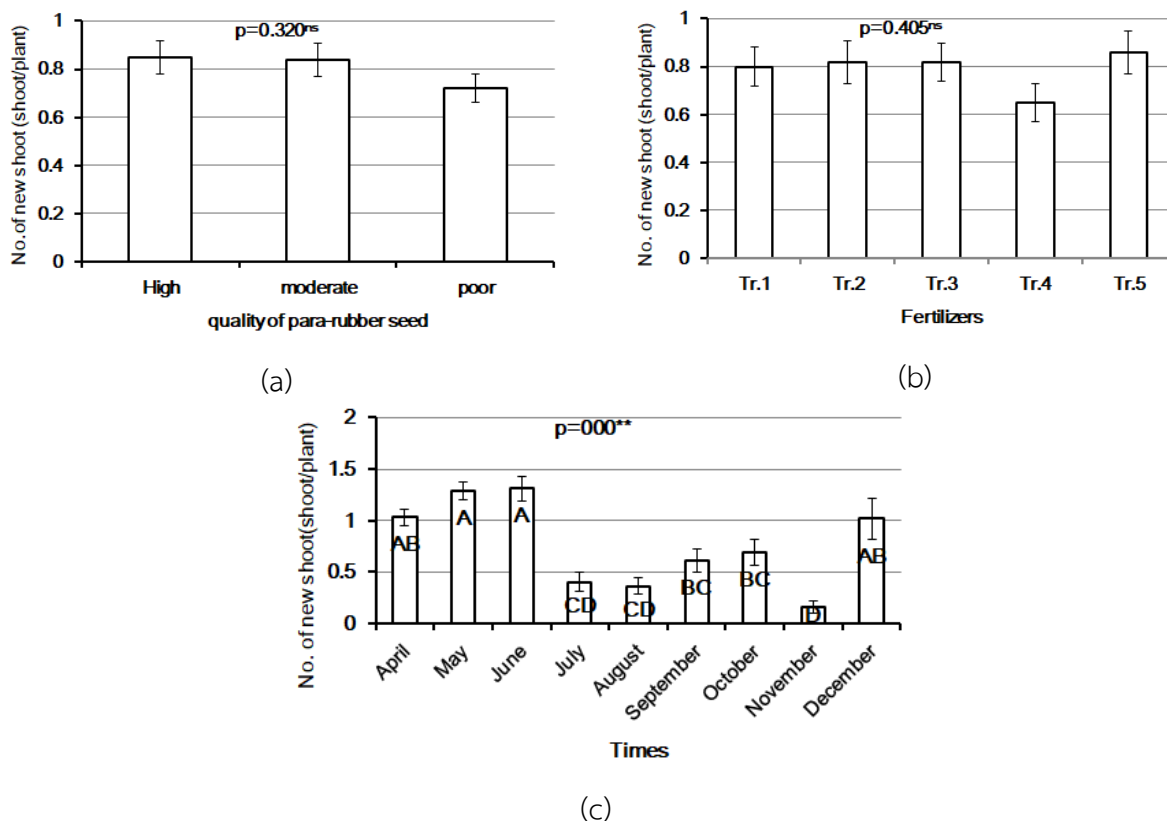 No. of new shoot (shoot/plant)
1
0.8
0.6
0.4
0.2
0
p=0.320ns
High moderate poor
quality of para-rubber seed
(a)
No. of new shoot (shoot/plant)
1
0.8
0.6
0.4
0.2
0
p=0.405ns
Tr.1 Tr.2 Tr.3 Tr.4 Tr.5
Fertilizers
(b)
No. of new shoot(shoot/plant)
2
1.5
1
0.5
0
p=000**
AB A A CD CD BC BC D AB
April May June July August September October November December
Times
(c)